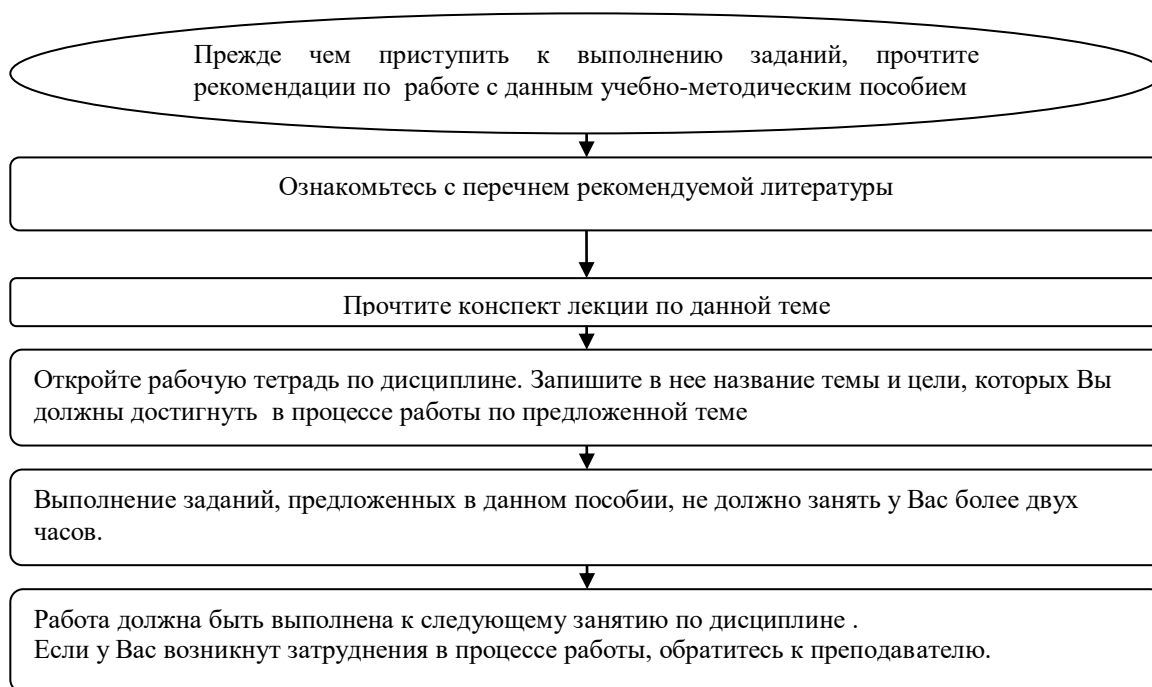 Прежде чем приступить к выполнению заданий, прочтите
рекомендации по работе с данным учебно-методическим пособием
Ознакомьтесь с перечнем рекомендуемой литературы
Прочтите конспект лекции по данной теме
Откройте рабочую тетрадь по дисциплине. Запишите в нее название темы и цели, которых Вы
должны достигнуть в процессе работы по предложенной теме
Выполнение заданий, предложенных в данном пособии, не должно занять у Вас более двух
часов.
Работа должна быть выполнена к следующему занятию по дисциплине .
Если у Вас возникнут затруднения в процессе работы, обратитесь к преподавателю.